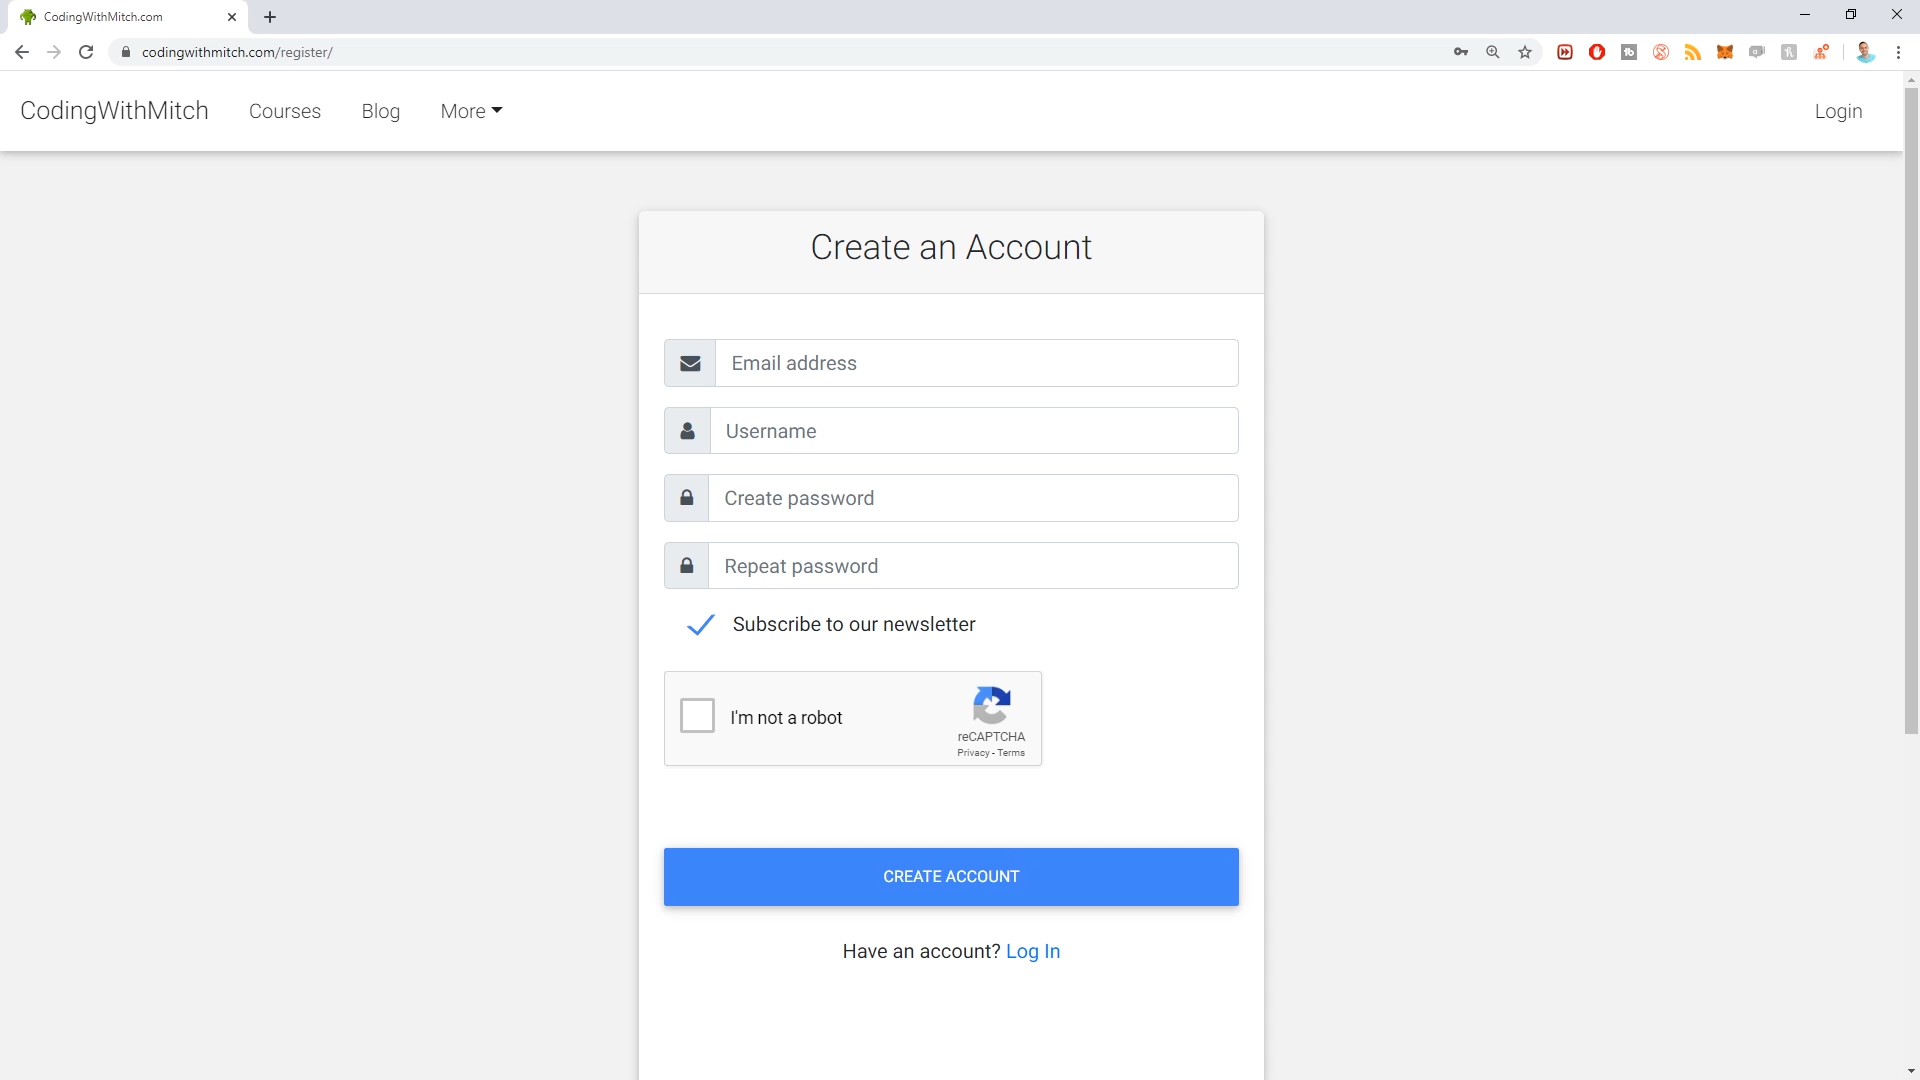 CodingWithMitch.com
codingwithmitch.com/register/
CodingWithMitch Courses Blog More Login
Create an Account
Email address
Username
Create password
Repeat password
Subscribe to our newsletter
I'm not a robot
reCAPTCHA
Privacy - Terms
CREATE ACCOUNT
Have an account? Log In